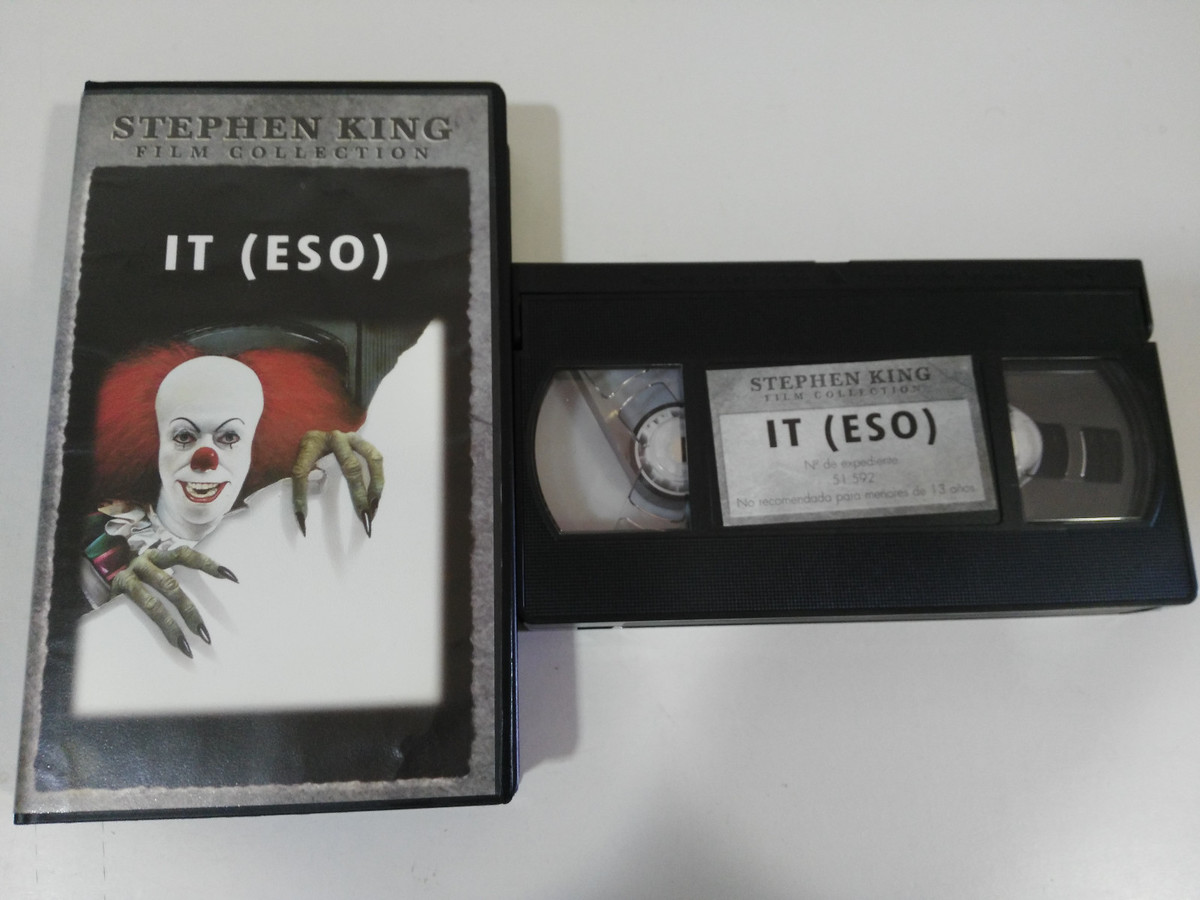 STEPHEN KING
FILM COLLECTION
IT (ESO)
STEPHEN KING
FILM COLLECTION
IT (ESO)
Nº de expediente
51.592
No recomendada para menores de 13 años.